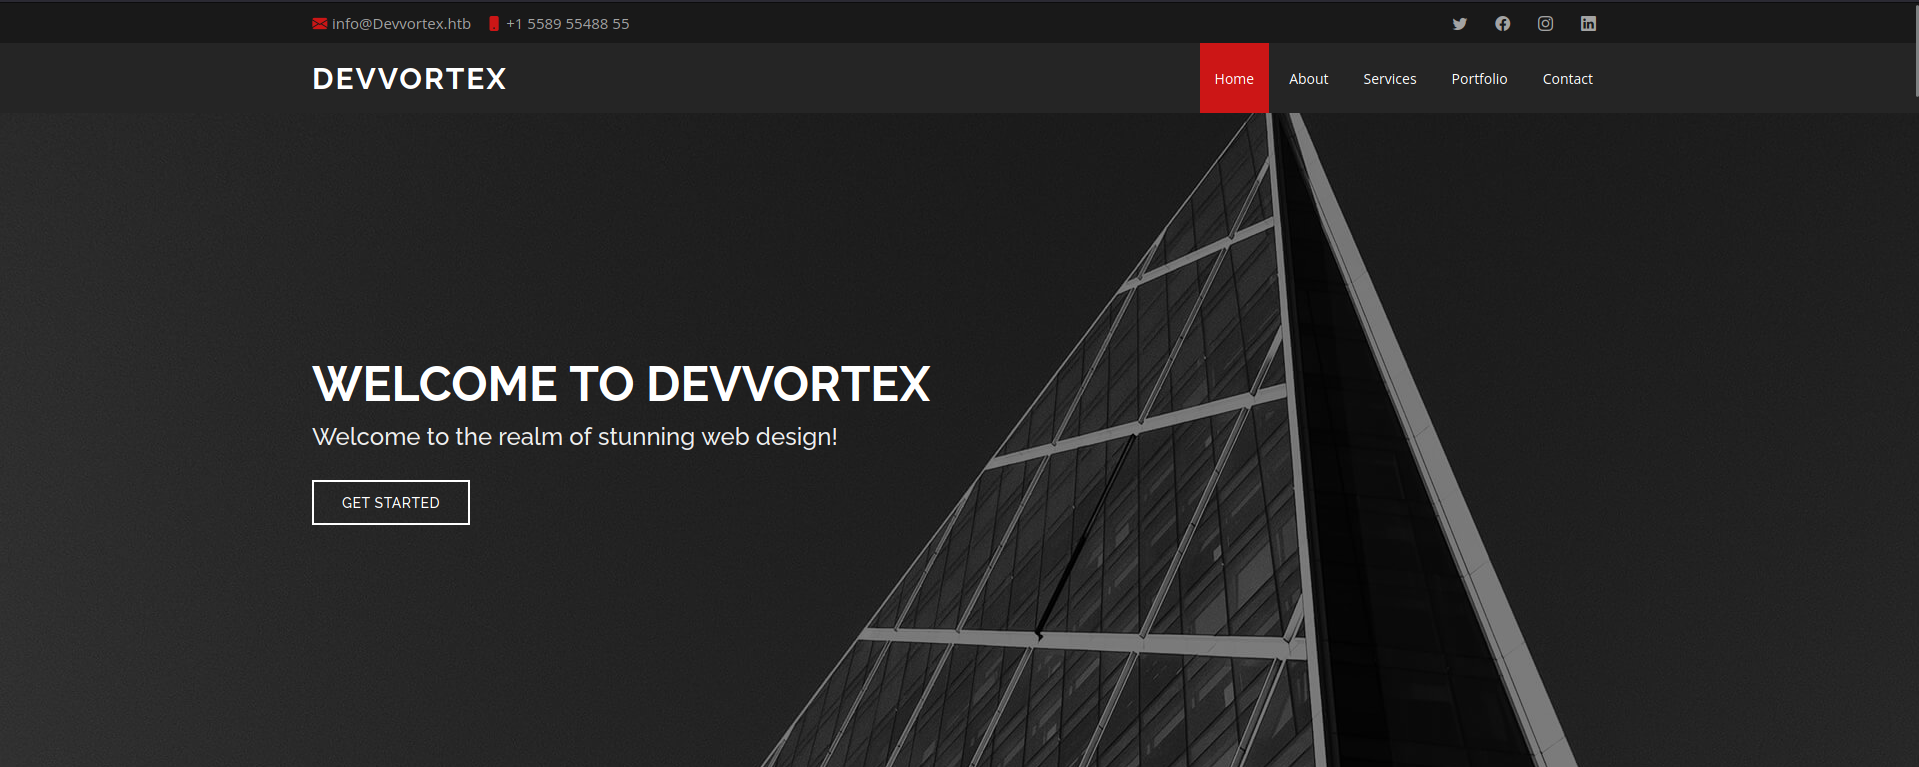 info@Devvortex.htb +1 5589 55488 55
DEVVORTEX
Home About Services Portfolio Contact
WELCOME TO DEVVORTEX
Welcome to the realm of stunning web design!
GET STARTED